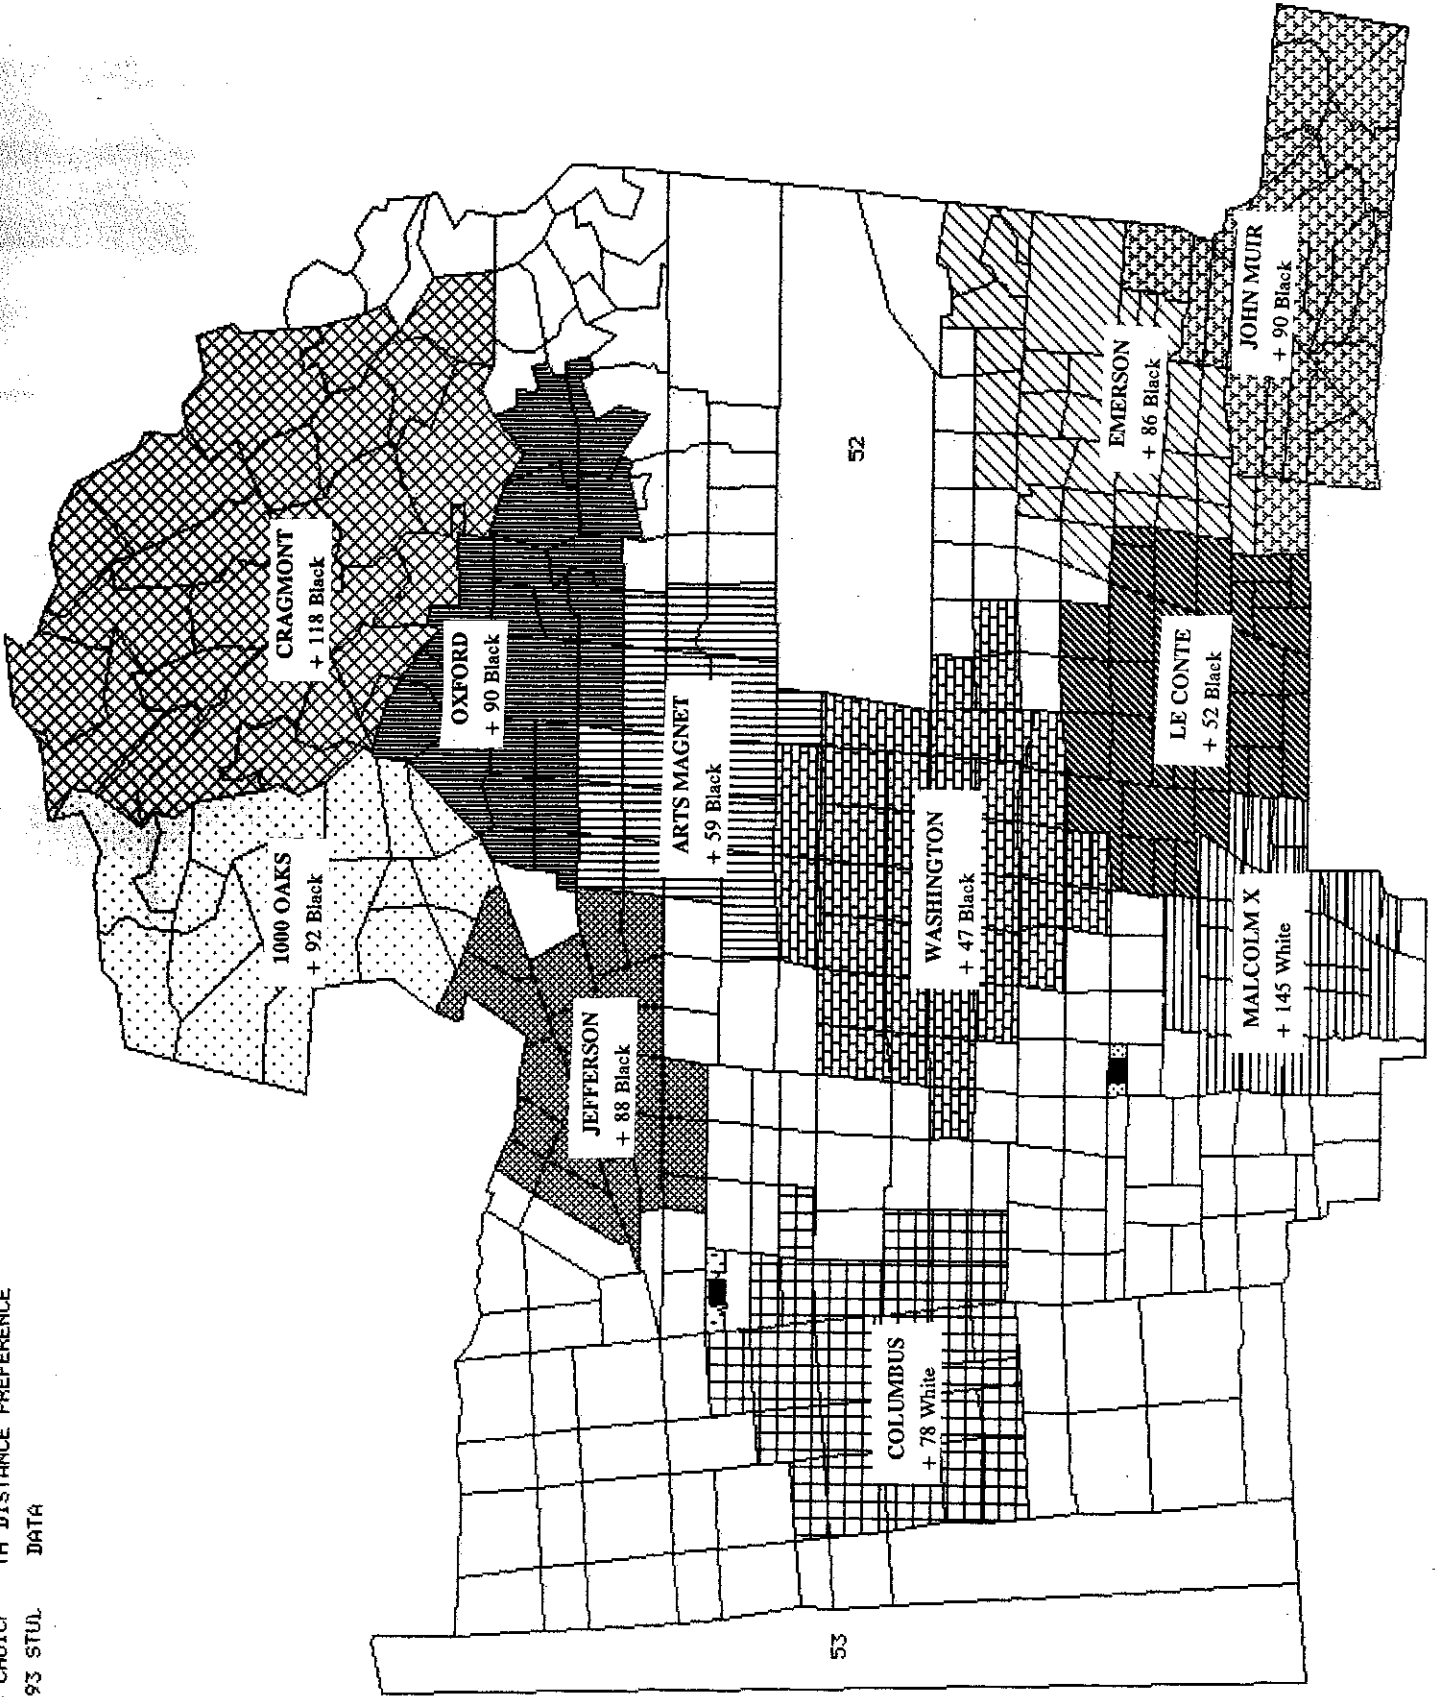 CHOICE TH DISTANCE PREFERENCE
93 STUD DATA
CRAGMONT
+ 118 Black
1000 OAKS
+ 92 Black
OXFORD
+ 90 Black
JEFFERSON
+ 88 Black
ARTS MAGNET
+ 59 Black
52
WASHINGTON
+ 47 Black
COLUMBUS
+ 78 White
53
EMERSON
+ 86 Black
JOHN MUIR
+ 90 Black
LE CONTE
+ 52 Black
MALCOLM X
+ 145 White